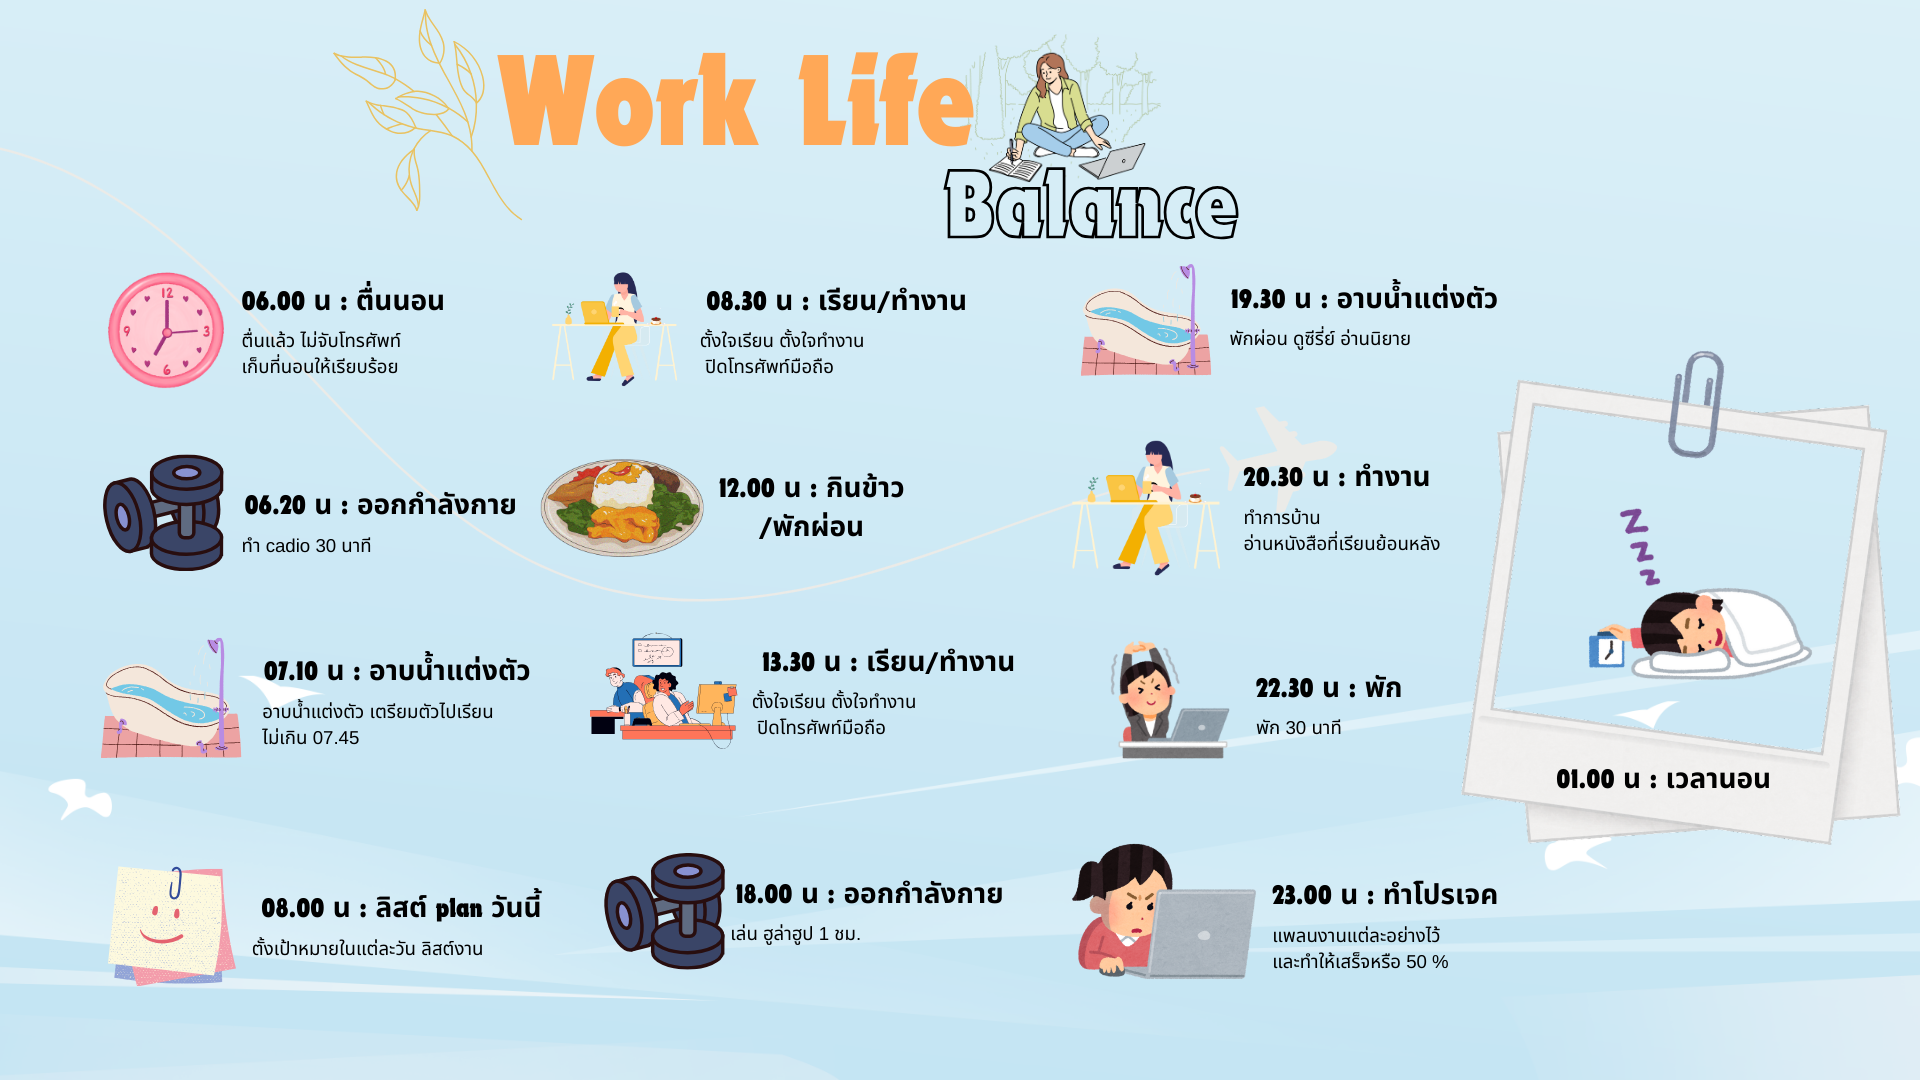 Work Life
Balance
06.00 น : ตื่นนอน
ตื่นแล้ว ไม่จับโทรศัพท์
เก็บที่นอนให้เรียบร้อย
06.20 น : ออกกำลังกาย
ทำ cadio 30 นาที
07.10 น : อาบน้ำแต่งตัว
อาบน้ำแต่งตัว เตรียมตัวไปเรียน
ไม่เกิน 07.45
08.00 น : ลิสต์ plan วันนี้
ตั้งเป้าหมายในแต่ละวัน ลิสต์งาน
08.30 น : เรียน/ทำงาน
ตั้งใจเรียน ตั้งใจทำงาน
ปิดโทรศัพท์มือถือ
12.00 น : กินข้าว
/พักผ่อน
13.30 น : เรียน/ทำงาน
ตั้งใจเรียน ตั้งใจทำงาน
ปิดโทรศัพท์มือถือ
18.00 น : ออกกำลังกาย
เล่น ฮูล่าฮูป 1 ชม.
19.30 น : อาบน้ำแต่งตัว
พักผ่อน ดูซีรี่ย์ อ่านนิยาย
20.30 น : ทำงาน
ทำการบ้าน
อ่านหนังสือที่เรียนย้อนหลัง
22.30 น : พัก
พัก 30 นาที
23.00 น : ทำโปรเจค
แพลนงานแต่ละอย่างไว้
และทำให้เสร็จหรือ 50 %
Z
Z
Z
01.00 น : เวลานอน
12
3
6
9